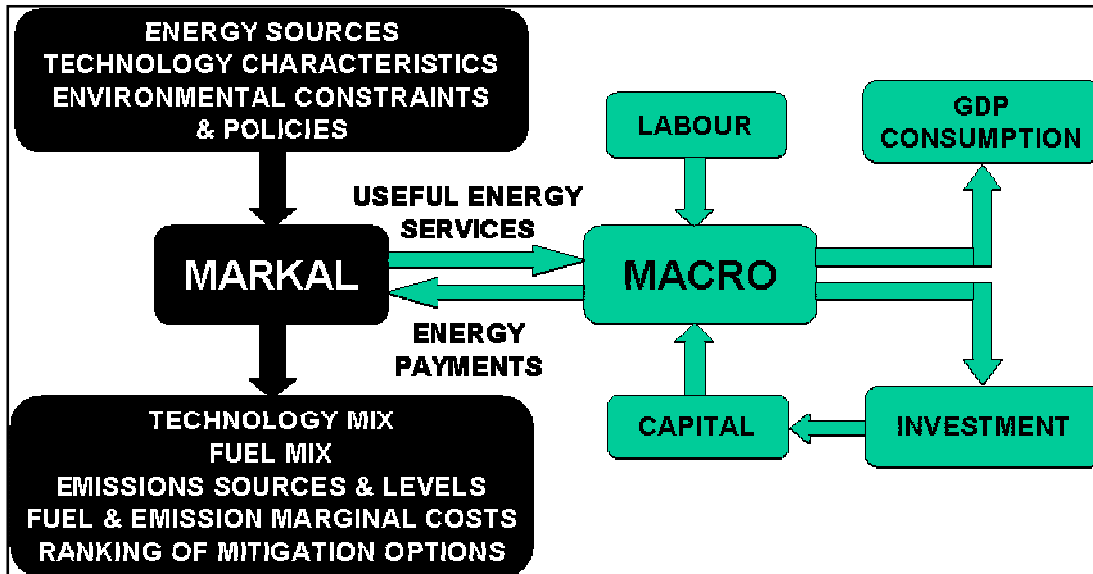 ENERGY SOURCES
TECHNOLOGY CHARACTERISTICS
ENVIRONMENTAL CONSTRAINTS
& POLICIES
LABOUR
GDP
CONSUMPTION
USEFUL ENERGY
SERVICES
MARKAL
MACRO
ENERGY
PAYMENTS
CAPITAL
INVESTMENT
TECHNOLOGY MIX
FUEL MIX
EMISSIONS SOURCES & LEVELS
FUEL & EMISSION MARGINAL COSTS
RANKING OF MITIGATION OPTIONS